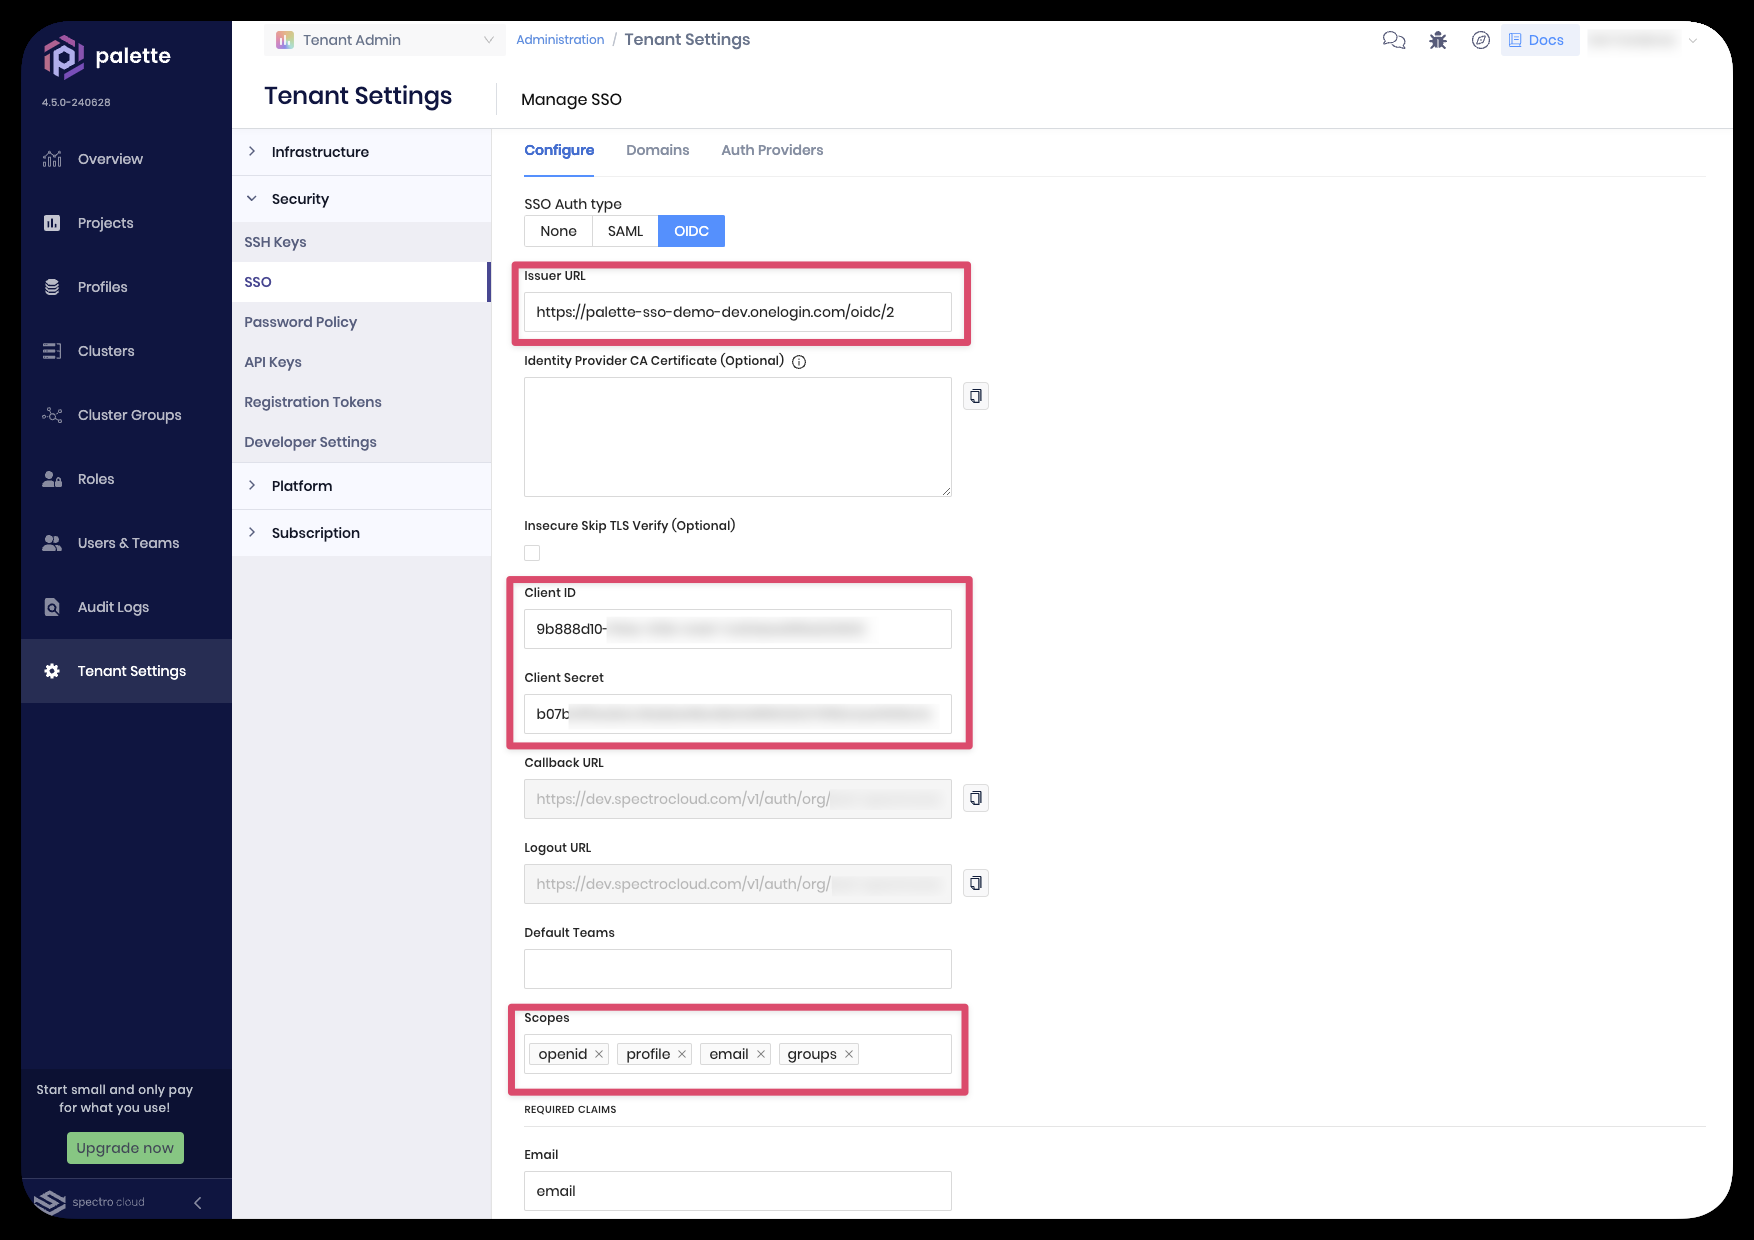 palette
4.5.0-240628
Overview
Projects
Profiles
Clusters
Cluster Groups
Roles
Users & Teams
Audit Logs
Tenant Settings
Start small and only pay
for what you use!
Upgrade now
spectro cloud
Tenant Admin
Administration / Tenant Settings
Docs
Tenant Settings
Manage SSO
Infrastructure
Security
SSH Keys
SSO
Password Policy
API Keys
Registration Tokens
Developer Settings
Platform
Subscription
Configure Domains Auth Providers
SSO Auth type
None SAML OIDC
Issuer URL
https://palette-sso-demo-dev.onelogin.com/oidc/2
Identity Provider CA Certificate (Optional)
Insecure Skip TLS Verify (Optional)
Client ID
9b888d10-
Client Secret
b07b
Callback URL
https://dev.spectrocloud.com/v1/auth/org/
Logout URL
https://dev.spectrocloud.com/v1/auth/org/
Default Teams
Scopes
openid profile email groups
REQUIRED CLAIMS
Email
email